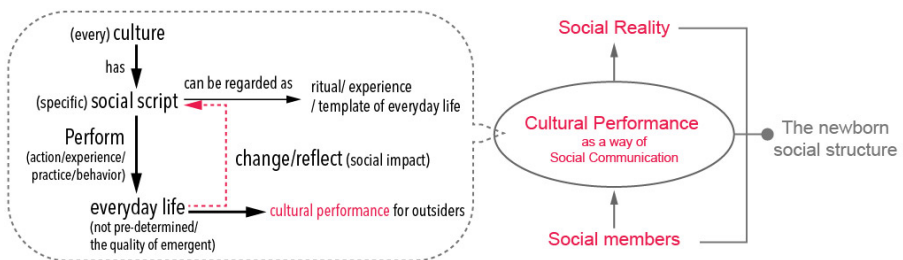 (every) culture
has
(specific) social script
can be regarded as
ritual/ experience
/ template of everyday life
Perform
(action/experience/
practice/behavior)
change/reflect (social impact)
everyday life
(not pre-determined/
the quality of emergent)
cultural performance for outsiders
Social Reality
Cultural Performance
as a way of
Social Communication
Social members
The newborn
social structure